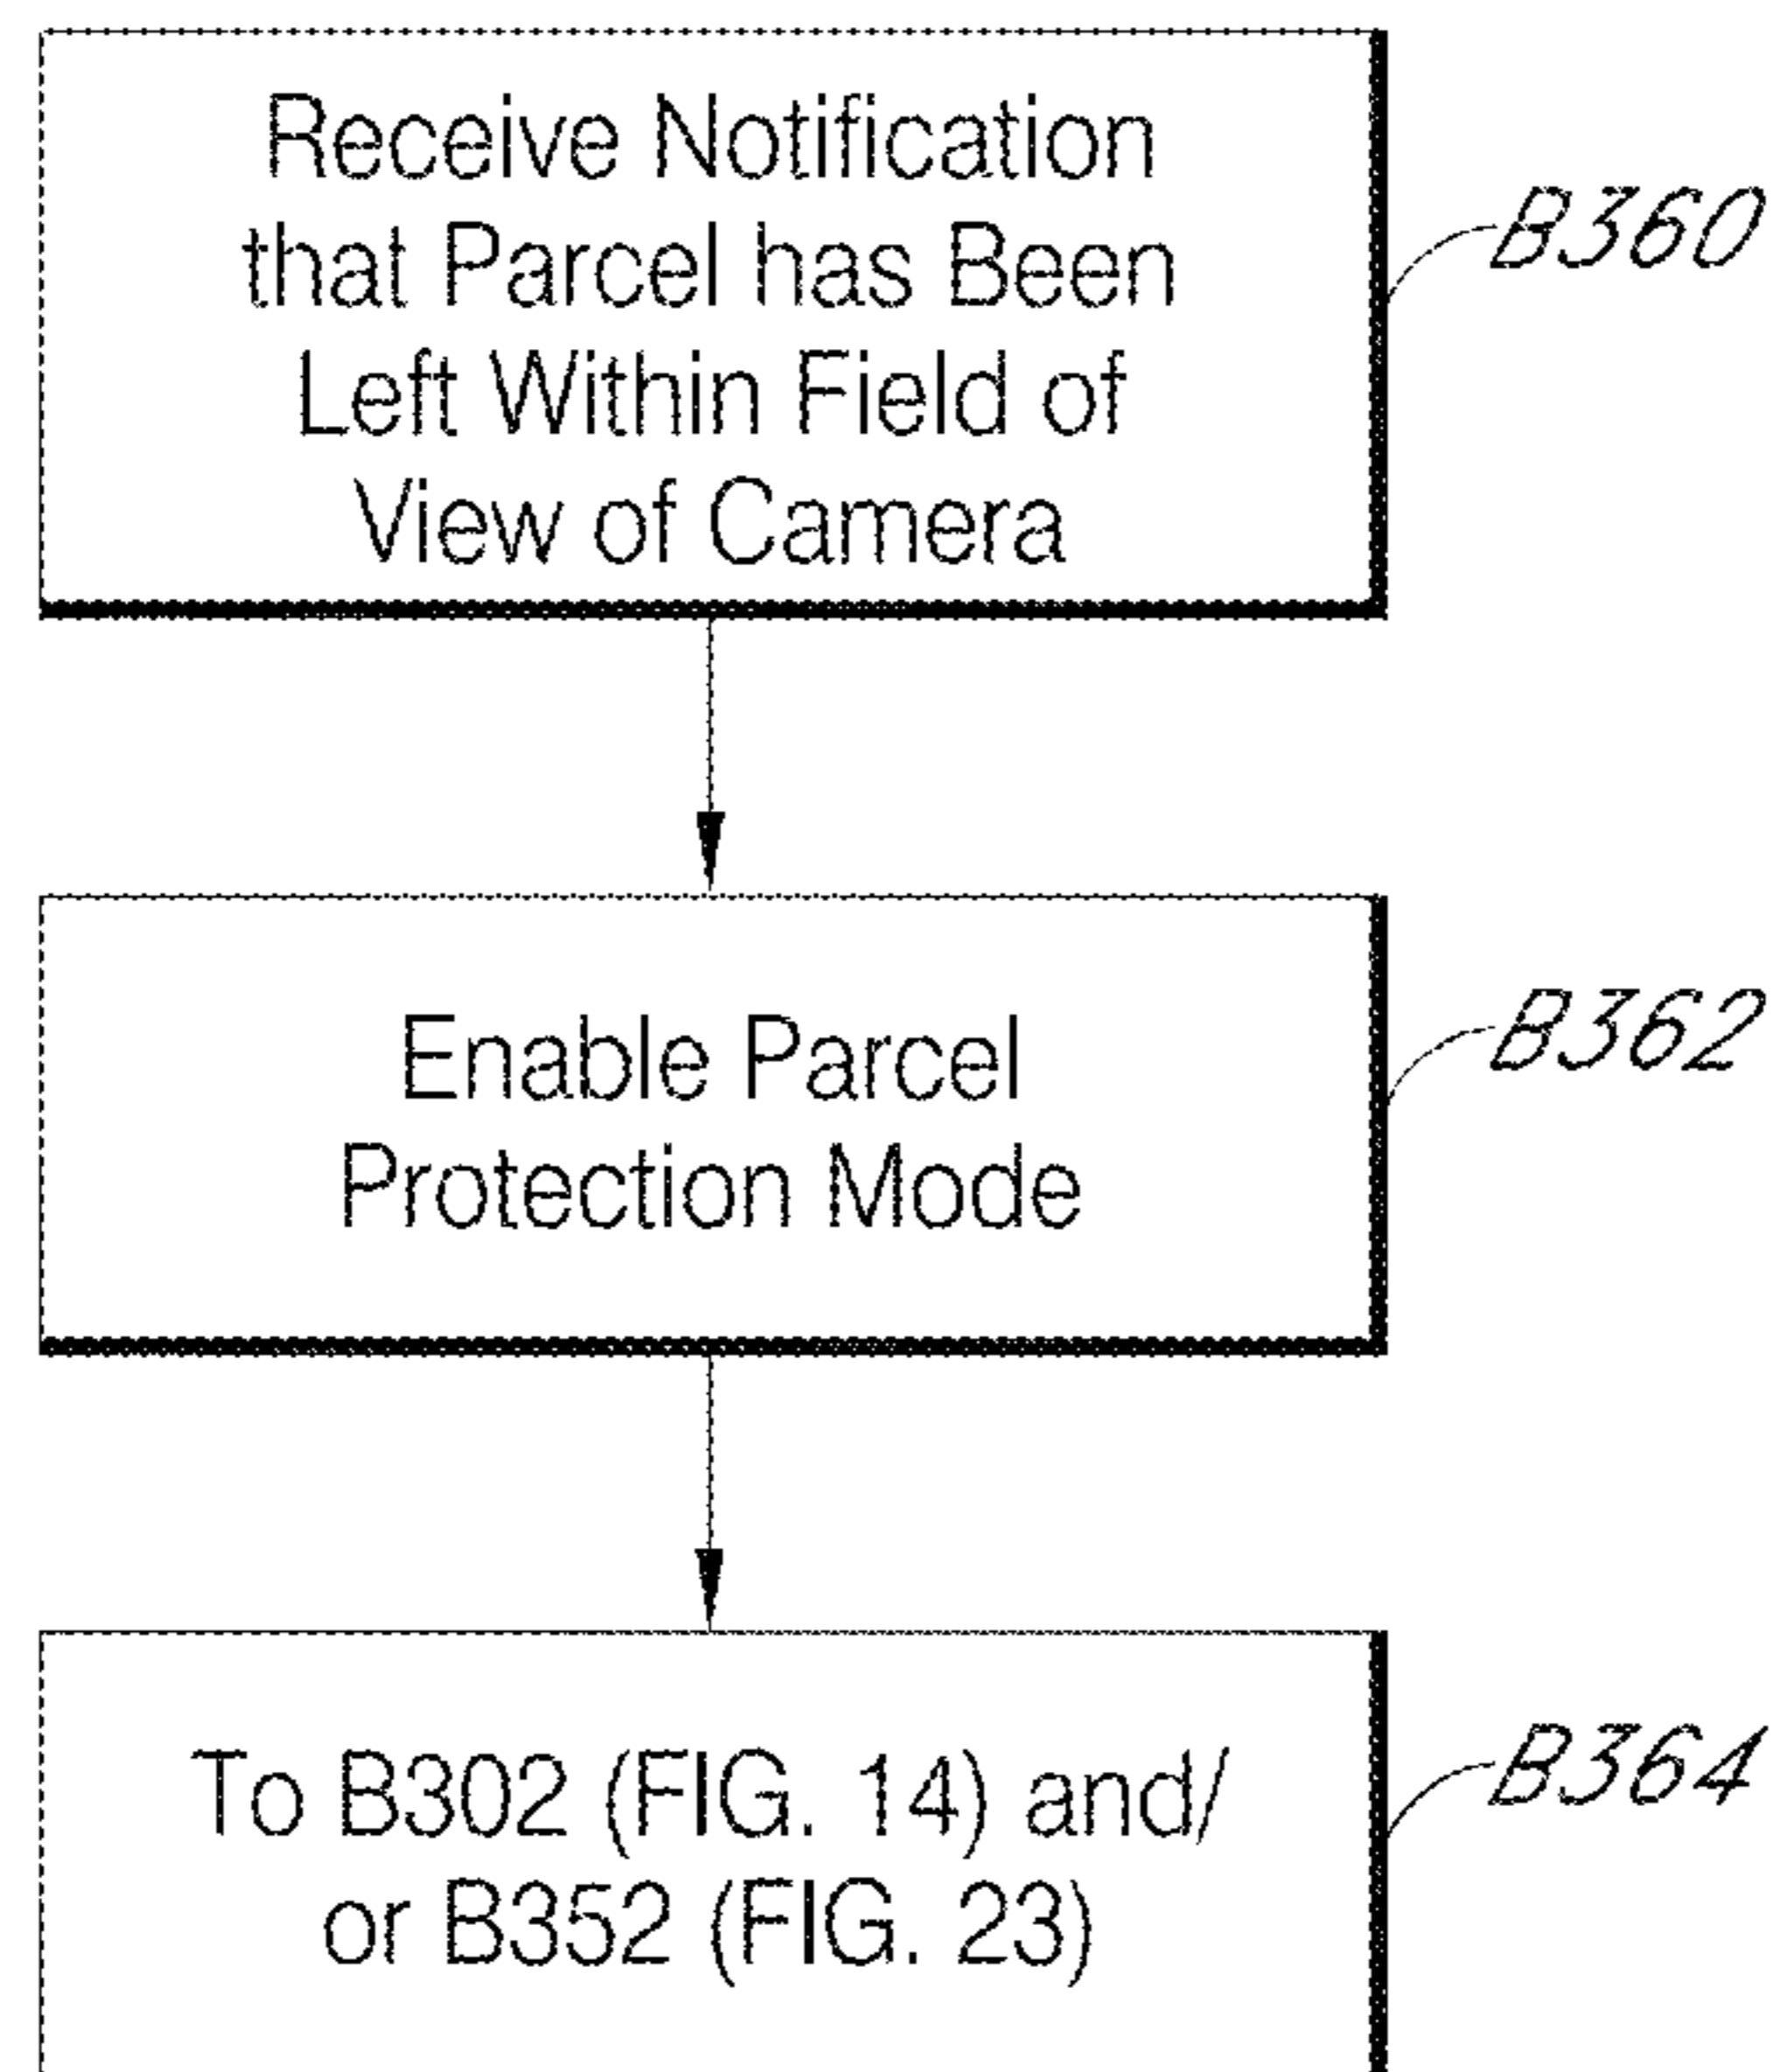 Receive Notification
that Parcel has Been
Left Within Field of
View of Camera
B360
Enable Parcel
Protection Mode
B362
To B302 (FIG. 14) and/
or B352 (FIG. 23)
B364